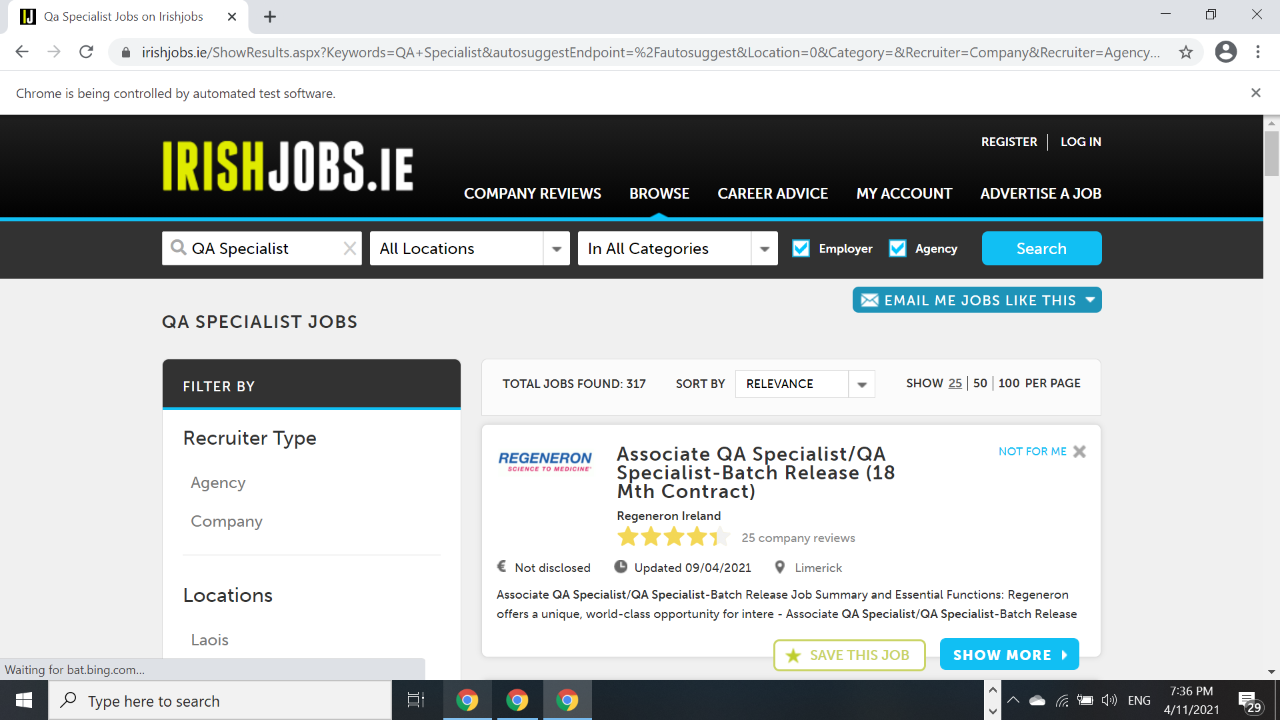 Qa Specialist Jobs on Irishjobs
irishjobs.ie/ShowResults.aspx?Keywords=QA+Specialist&autosuggestEndpoint=%2Fautosuggest&Location=0&Category=&Recruiter=Company&Recruiter=Agency...
Chrome is being controlled by automated test software.
IRISHJOBS.IE
REGISTER LOG IN
COMPANY REVIEWS BROWSE CAREER ADVICE MY ACCOUNT ADVERTISE A JOB
QA Specialist All Locations In All Categories Employer Agency Search
EMAIL ME JOBS LIKE THIS
QA SPECIALIST JOBS
FILTER BY
Recruiter Type
Agency
Company
Locations
Laois
TOTAL JOBS FOUND: 317 SORT BY RELEVANCE SHOW 25 50 100 PER PAGE
REGENERON
SCIENCE TO MEDICINE
Associate QA Specialist/QA
Specialist-Batch Release (18
Mth Contract)
NOT FOR ME
Regeneron Ireland
25 company reviews
€ Not disclosed Updated 09/04/2021 Limerick
Associate QA Specialist/QA Specialist-Batch Release Job Summary and Essential Functions: Regeneron
offers a unique, world-class opportunity for intere - Associate QA Specialist/QA Specialist-Batch Release
SAVE THIS JOB SHOW MORE
Waiting for bat.bing.com...
Type here to search
ENG
7:36 PM
4/11/2021
29